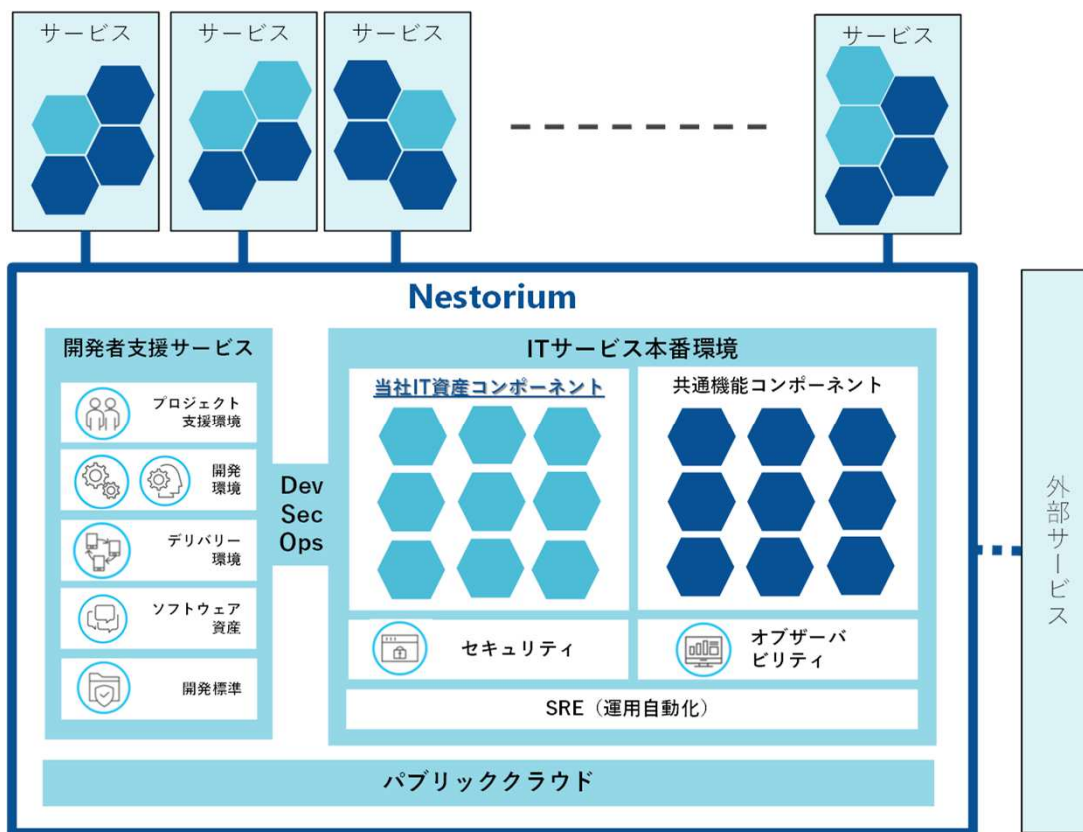 サービス
サービス
サービス
サービス
Nestorium
開発者支援サービス
プロジェクト
支援環境
開発
環境
デリバリー
環境
ソフトウェア
資産
開発標準
Dev
Sec
Ops
ITサービス本番環境
当社IT資産コンポーネント
共通機能コンポーネント
セキュリティ
オブザーバ
ビリティ
SRE（運用自動化）
パブリッククラウド
外部サービス